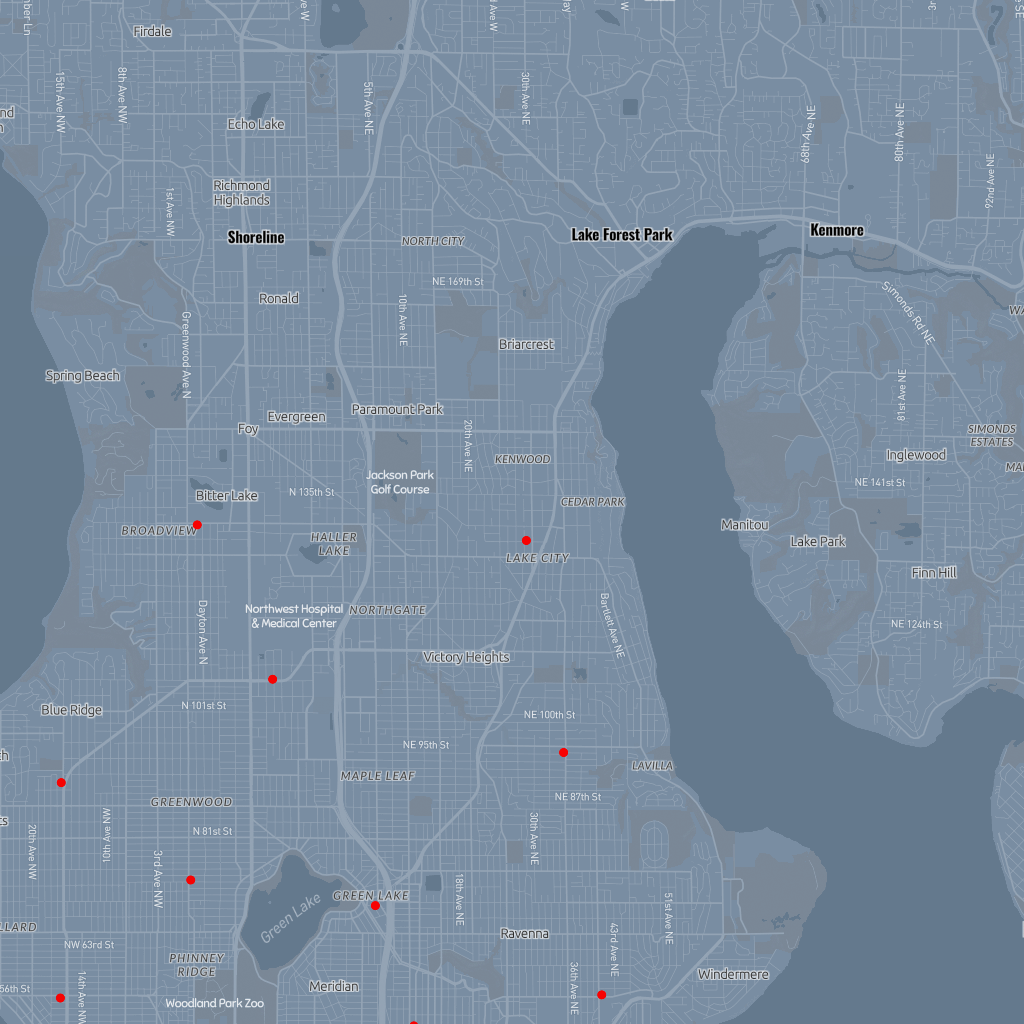 Firdale
15th Ave NW
8th Ave NW
5th Ave NE
30th Ave NE
68th Ave NE
80th Ave NE
92nd Ave NE
Echo Lake
Richmond
Highlands
1st Ave NW
Shoreline
NORTH CITY
Lake Forest Park
Kenmore
NE 169th St
Ronald
10th Ave NE
Greenwood Ave N
Simonds Rd NE
Briarcrest
Spring Beach
81st Ave NE
Paramount Park
Evergreen
Foy
20th Ave NE
SIMONDS
ESTATES
KENWOOD
Inglewood
Jackson Park
Golf Course
NE 141st St
Bitter Lake
N 135th St
CEDAR PARK
BROADVIEW
Manitou
HALLER
LAKE
Lake Park
LAKE CITY
Finn Hill
Northwest Hospital
& Medical Center
NORTHGATE
Dayton Ave N
Bartlett Ave NE
NE 124th St
Victory Heights
Blue Ridge
N 101st St
NE 100th St
NE 95th St
LAVILLA
MAPLE LEAF
GREENWOOD
NE 87th St
N 81st St
20th Ave NW
10th Ave NW
30th Ave NE
3rd Ave NW
GREEN LAKE
18th Ave NE
51st Ave NE
Green Lake
Ravenna
43rd Ave NE
NW 63rd St
PHINNEY
RIDGE
Windermere
36th Ave NE
Meridian
14th Ave NW
56th St
Woodland Park Zoo